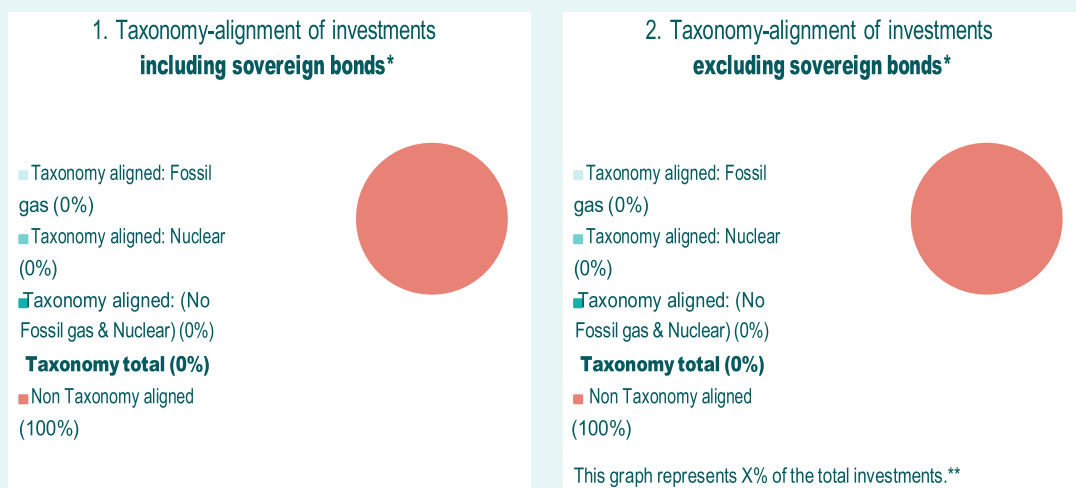 1. Taxonomy-alignment of investments
including sovereign bonds*
Taxonomy aligned: Fossil
gas (0%)
Taxonomy aligned: Nuclear
(0%)
Taxonomy aligned: (No
Fossil gas & Nuclear) (0%)
Taxonomy total (0%)
Non Taxonomy aligned
(100%)
2. Taxonomy-alignment of investments
excluding sovereign bonds*
Taxonomy aligned: Fossil
gas (0%)
Taxonomy aligned: Nuclear
(0%)
Taxonomy aligned: (No
Fossil gas & Nuclear) (0%)
Taxonomy total (0%)
Non Taxonomy aligned
(100%)
This graph represents X% of the total investments.**